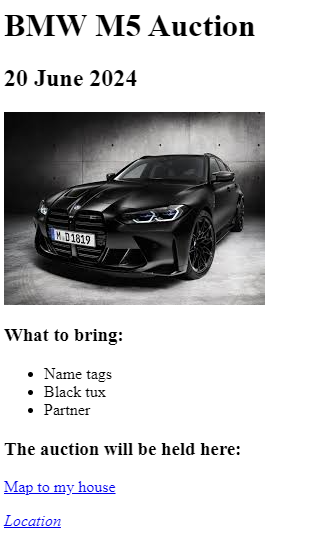 BMW M5 Auction
20 June 2024
M.D1819
What to bring:
Name tags
Black tux
Partner
The auction will be held here:
Map to my house
Location